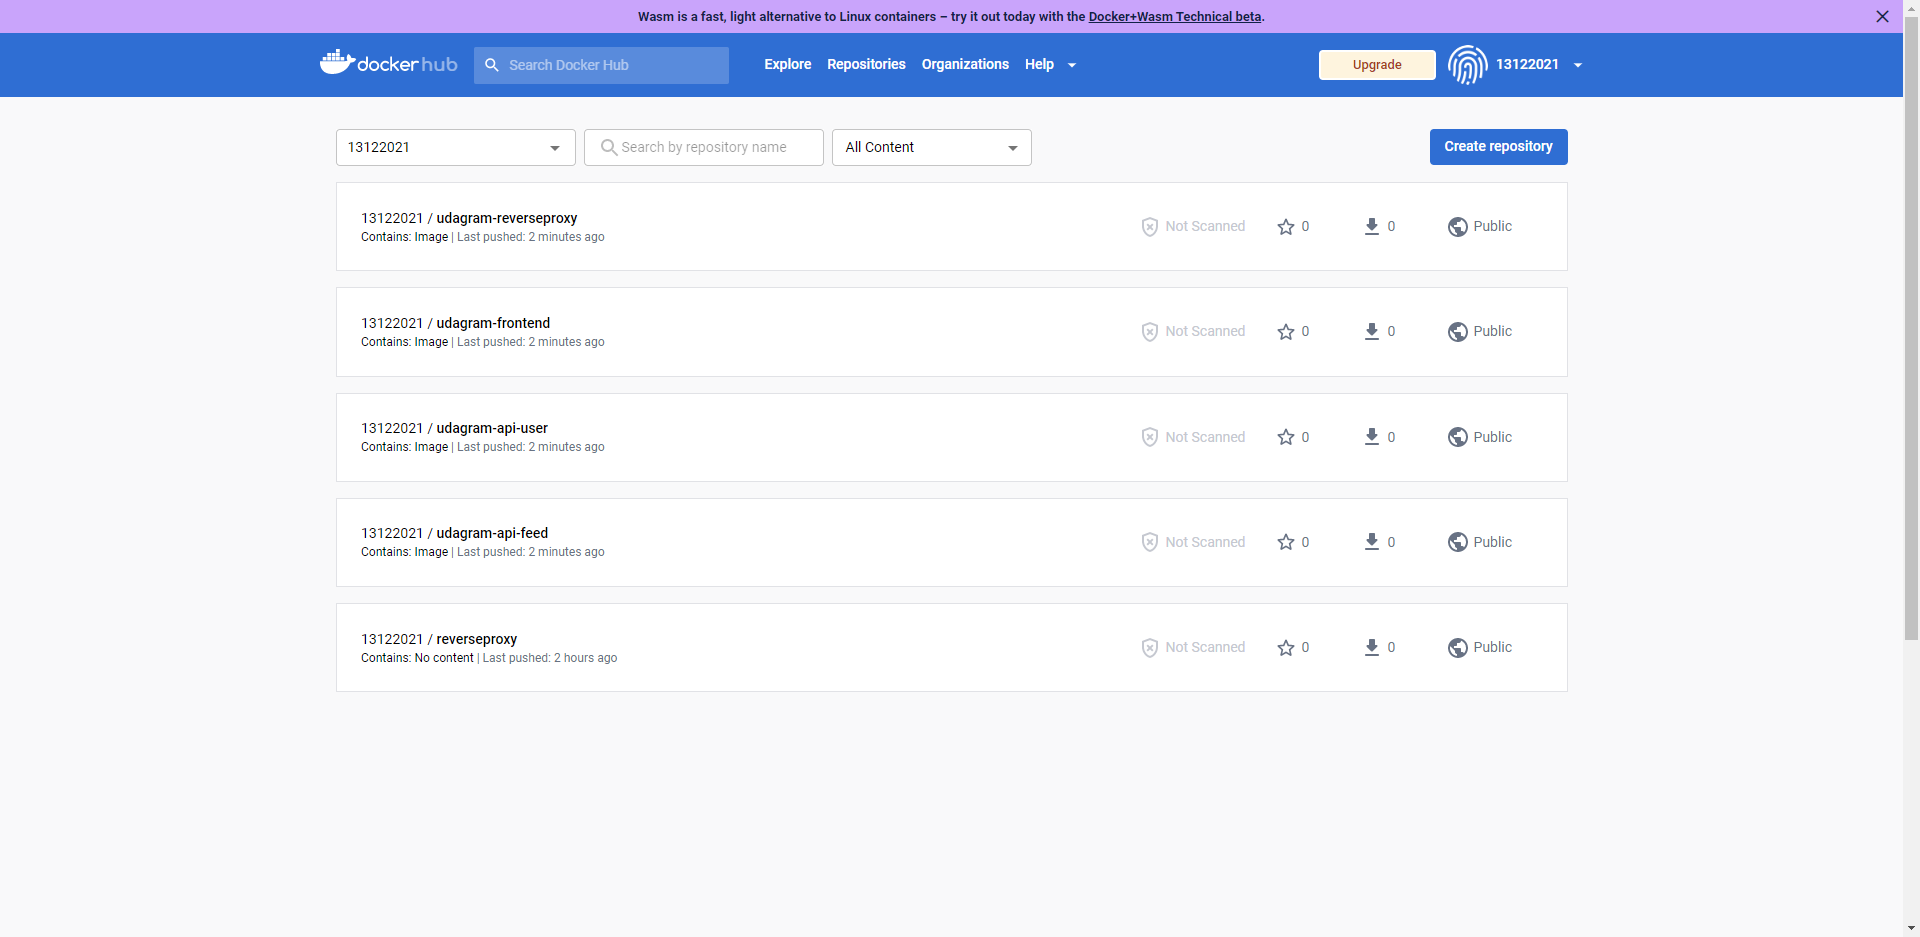 Wasm is a fast, light alternative to Linux containers – try it out today with the Docker+Wasm Technical beta.
docker hub
Search Docker Hub
Explore
Repositories
Organizations
Help
Upgrade
13122021
13122021
Search by repository name
All Content
Create repository
13122021 / udagram-reverseproxy
Contains: Image | Last pushed: 2 minutes ago
Not Scanned
0
0
Public
13122021 / udagram-frontend
Contains: Image | Last pushed: 2 minutes ago
Not Scanned
0
0
Public
13122021 / udagram-api-user
Contains: Image | Last pushed: 2 minutes ago
Not Scanned
0
0
Public
13122021 / udagram-api-feed
Contains: Image | Last pushed: 2 minutes ago
Not Scanned
0
0
Public
13122021 / reverseproxy
Contains: No content | Last pushed: 2 hours ago
Not Scanned
0
0
Public